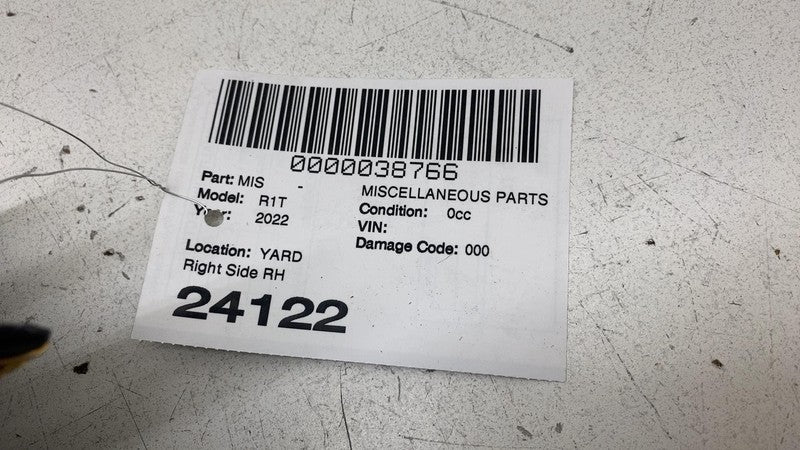 0000038766
Part: MIS - MISCELLANEOUS PARTS
Model: R1T Condition: 0cc
Year: 2022 VIN:
Damage Code: 000
Location: YARD
Right Side RH
24122